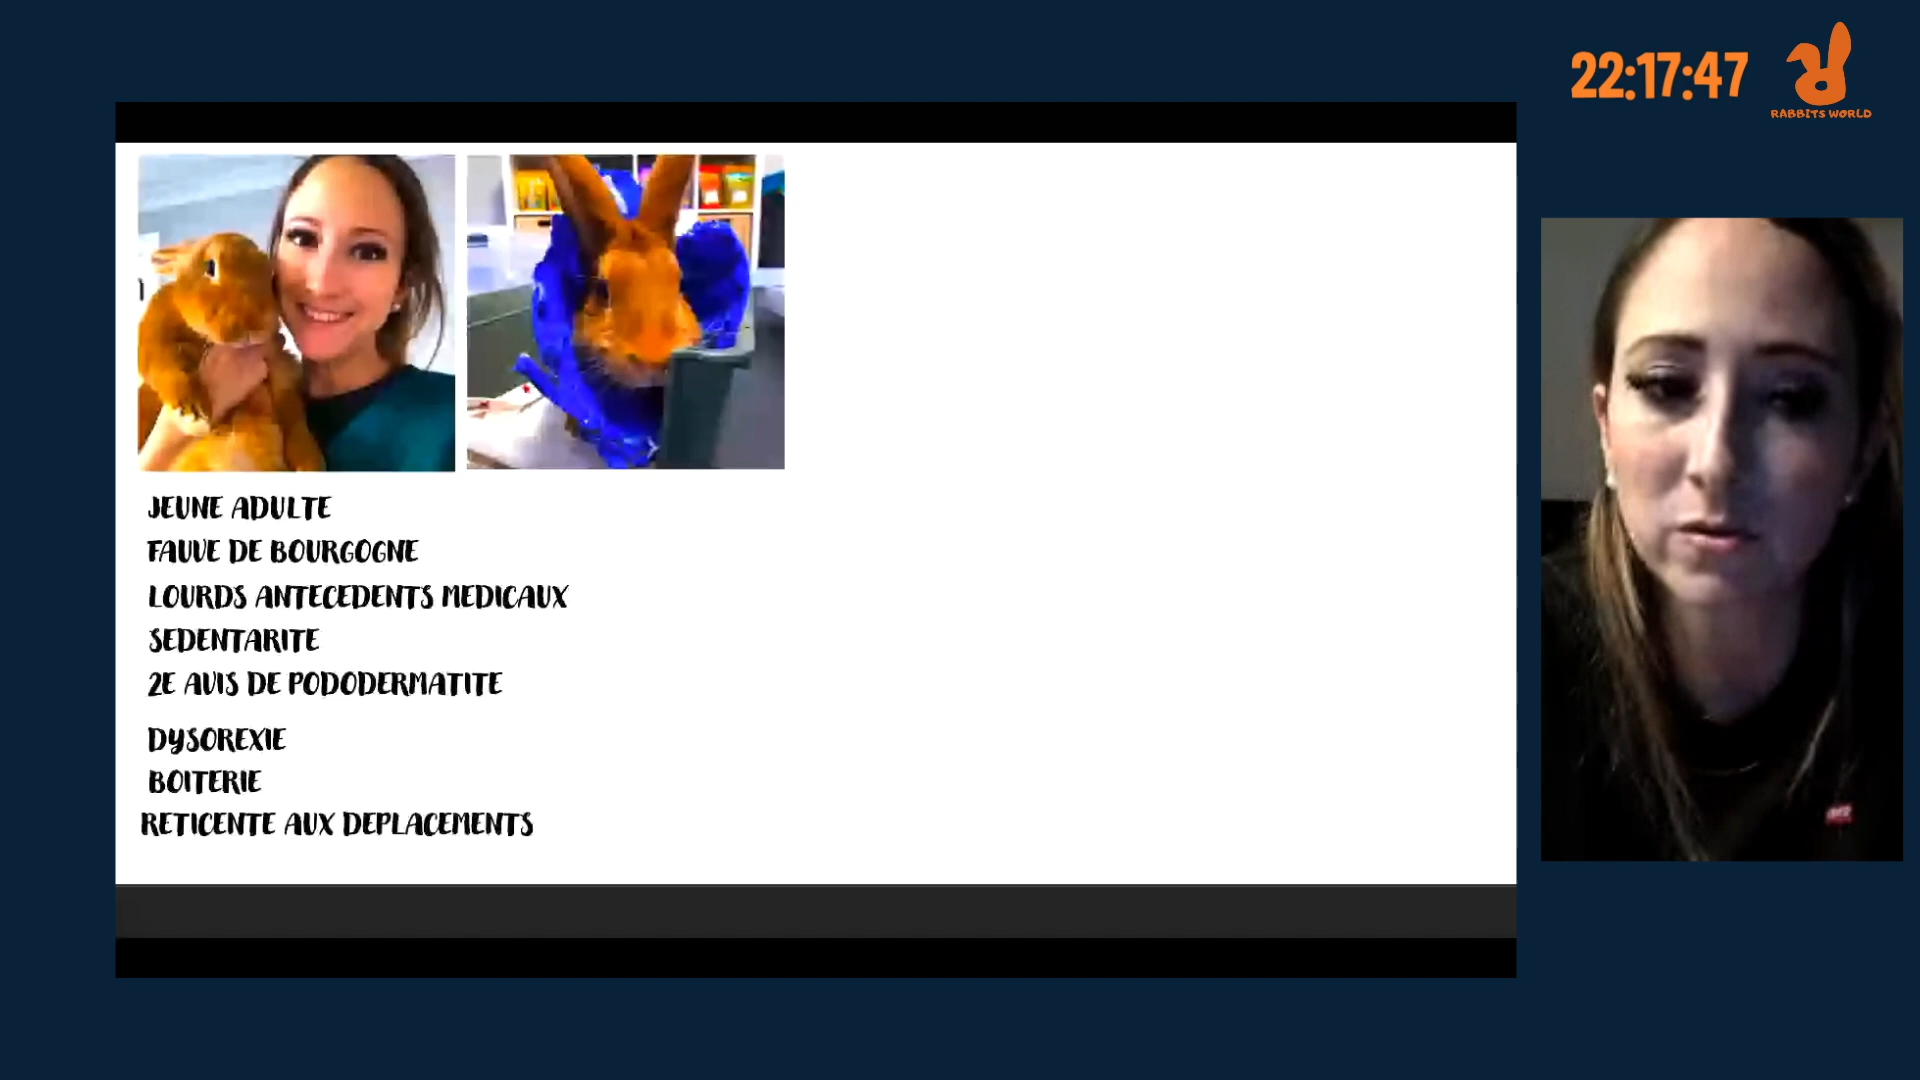 22:17:47
RABBITS WORLD
JEUNE ADULTE
FAUVE DE BOURGOGNE
LOURDS ANTECEDENTS MEDICAUX
SEDENTARITE
2E AVIS DE PODODERMATITE
DYSOREXIE
BOITERIE
RETICENTE AUX DEPLACEMENTS